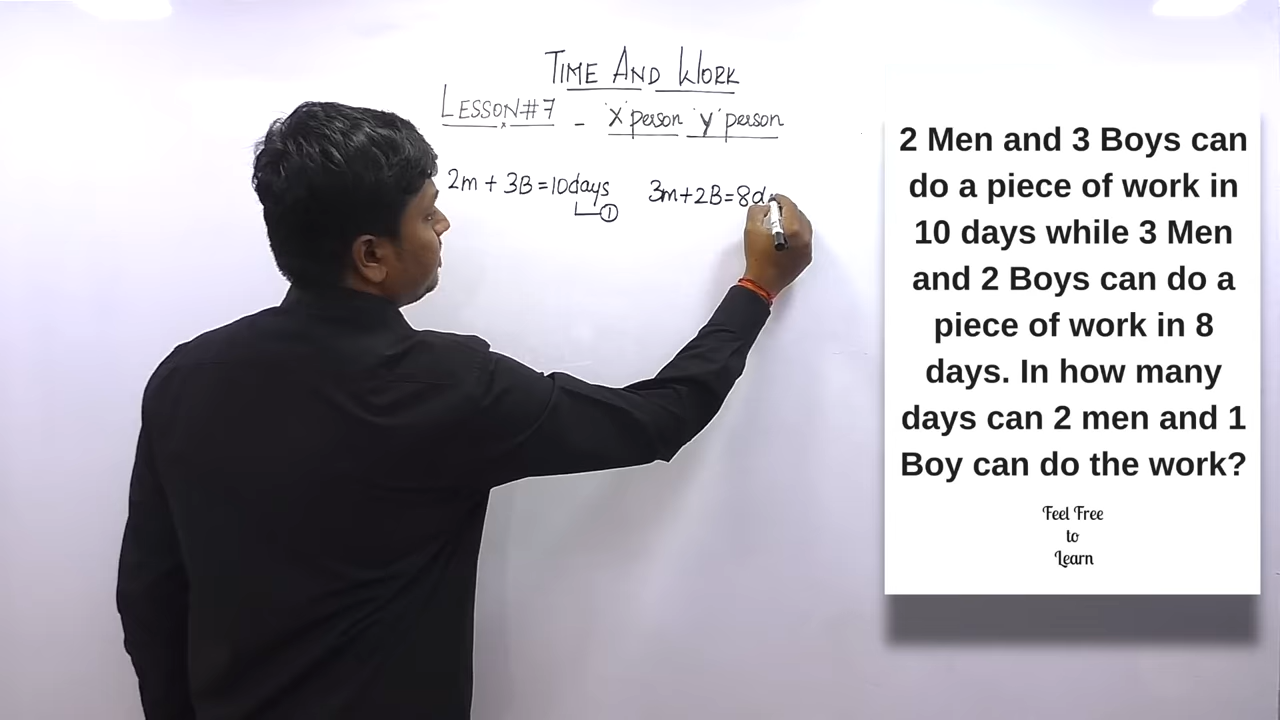 TIME AND WORK
LESSON#7 - 'X' person 'y' person
2m + 3B = 10days
①
3m+2B=8d
2 Men and 3 Boys can
do a piece of work in
10 days while 3 Men
and 2 Boys can do a
piece of work in 8
days. In how many
days can 2 men and 1
Boy can do the work?
Feel Free
to
Learn